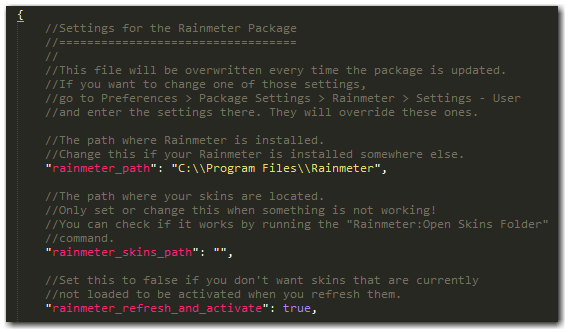 {
//Settings for the Rainmeter Package
//==================================
//
//This file will be overwritten every time the package is updated.
//If you want to change one of those settings,
//go to Preferences > Package Settings > Rainmeter > Settings - User
//and enter the settings there. They will override these ones.
//The path where Rainmeter is installed.
//Change this if your Rainmeter is installed somewhere else.
"rainmeter_path": "C:\\Program Files\\Rainmeter",
//The path where your skins are located.
//Only set or change this when something is not working!
//You can check if it works by running the "Rainmeter:Open Skins Folder"
//command.
"rainmeter_skins_path": "",
//Set this to false if you don't want skins that are currently
//not loaded to be activated when you refresh them.
"rainmeter_refresh_and_activate": true,